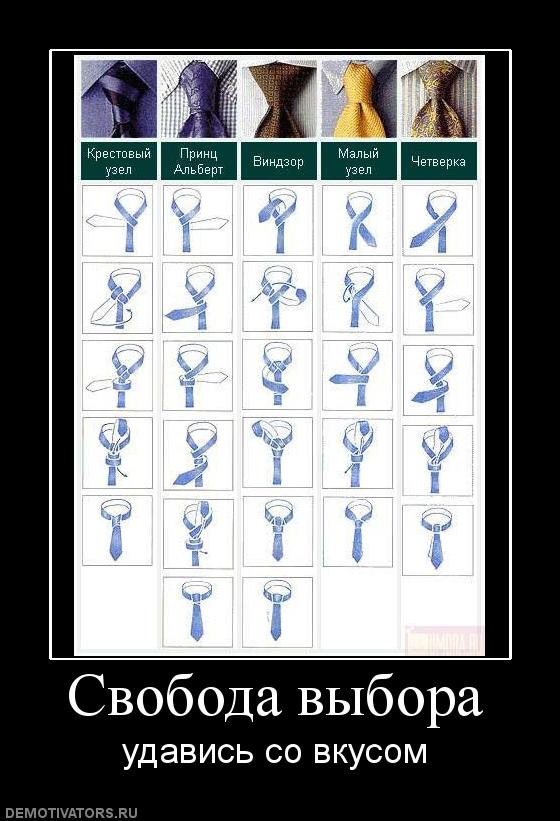 Крестовый
узел
Принц
Альберт
Виндзор
Малый
узел
Четверка
Свобода выбора
удавись со вкусом
DEMOTIVATORS.RU